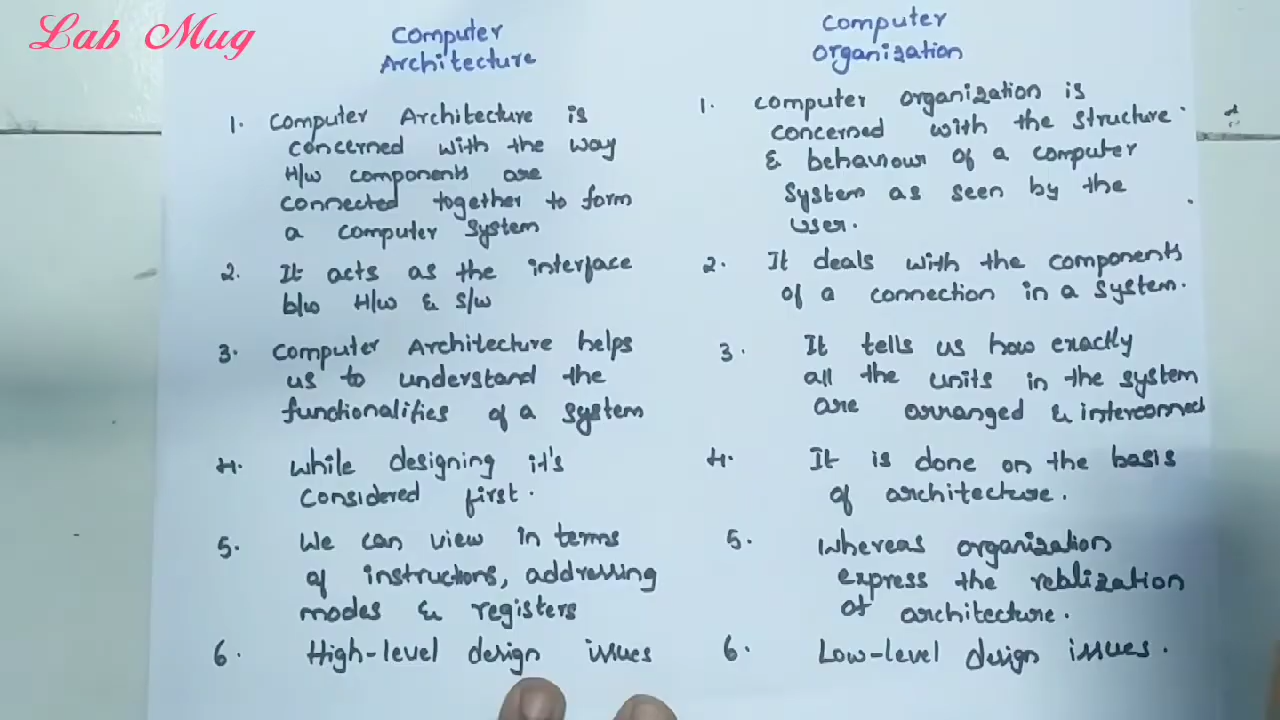 Lab Mug
Computer
Architecture
1. Computer Architecture is
concerned with the way
H/w components are
connected together to form
a computer system
2. It acts as the interface
b/w H/w & S/w
3. Computer Architecture helps
us to understand the
functionalities of a system
4. while designing it's
considered first.
5. We can view in terms
of instructions, addressing
modes & registers
6. High-level design issues
Computer
Organization
1. computer organization is
concerned with the structure
& behaviour of a computer
system as seen by the
user.
2. It deals with the components
of a connection in a system.
3. It tells us how exactly
all the units in the system
are arranged & interconnect
4. It is done on the basis
of architecture.
5. Whereas organization
express the reblization
of architecture.
6. Low-level design issues.